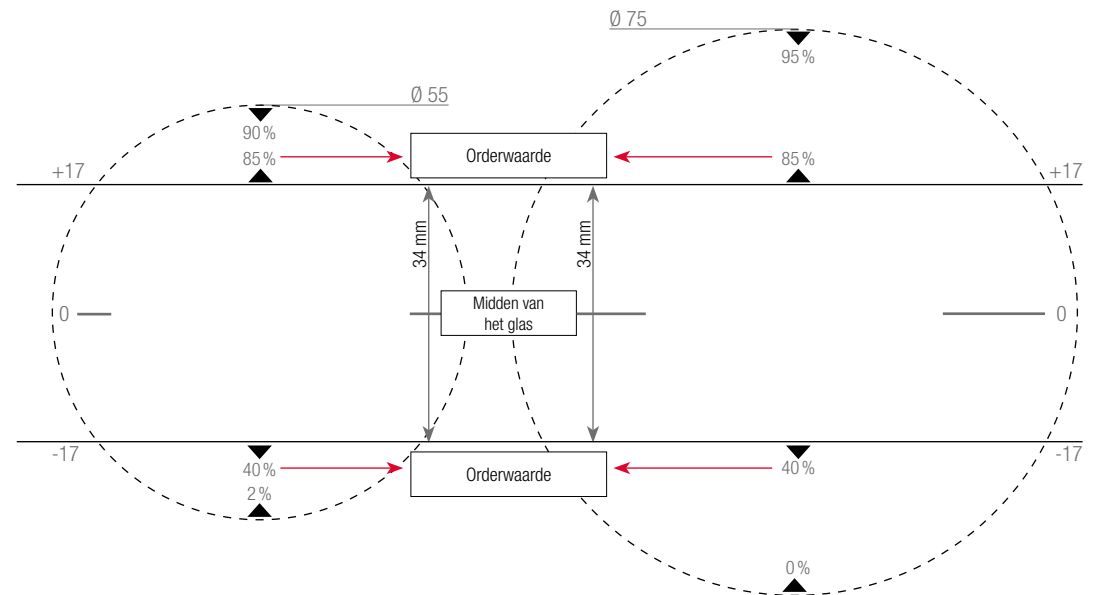 Ø 75
95 %
Ø 55
90 %
85 %
Orderwaarde
85 %
+17
+17
34 mm
34 mm
0
Midden van
het glas
0
-17
-17
40 %
Orderwaarde
40 %
2 %
0 %